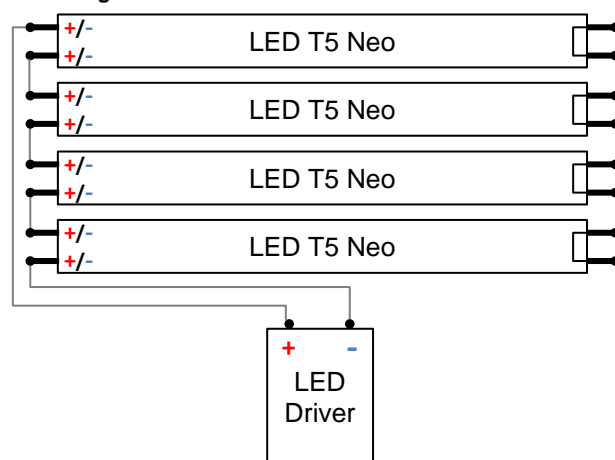 +/-
LED T5 Neo
+/-
+/-
LED T5 Neo
+/-
+/-
LED T5 Neo
+/-
+/-
LED T5 Neo
+/-
+ -
LED
Driver